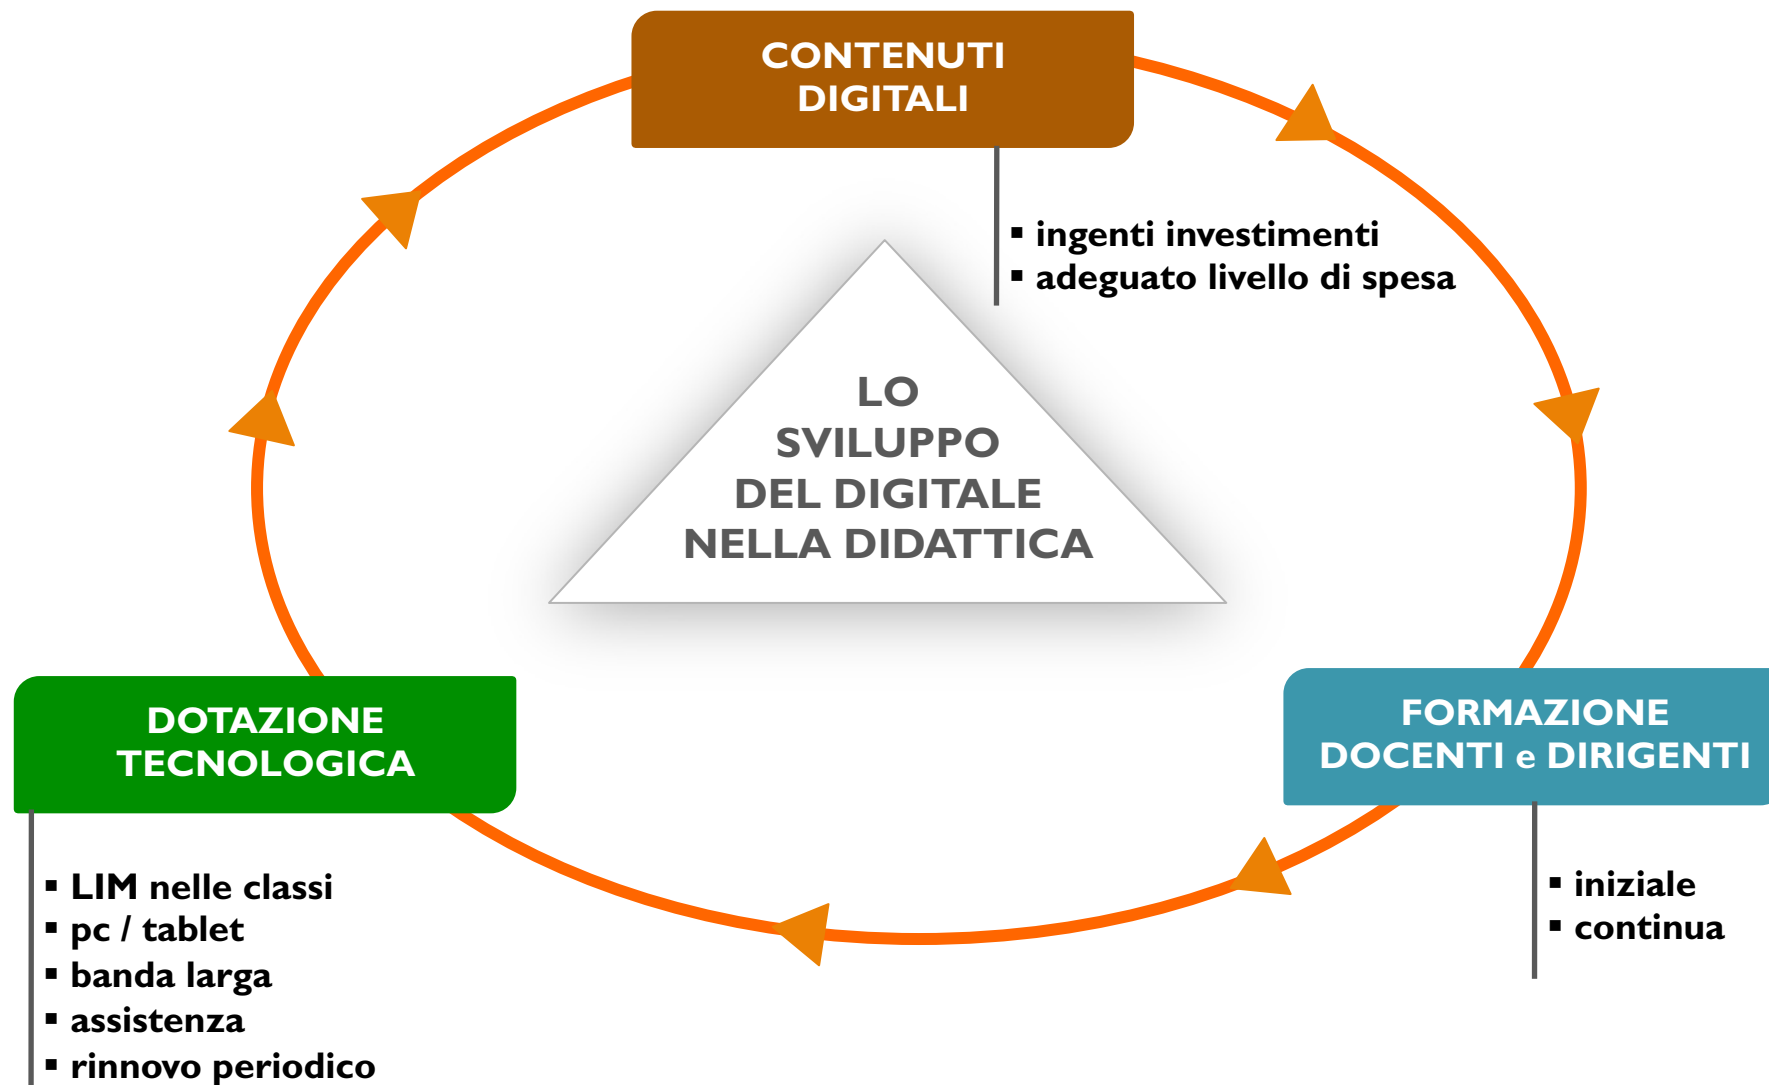 CONTENUTI
DIGITALI
▪ ingenti investimenti
▪ adeguato livello di spesa
LO
SVILUPPO
DEL DIGITALE
NELLA DIDATTICA
DOTAZIONE
TECNOLOGICA
▪ LIM nelle classi
▪ pc / tablet
▪ banda larga
▪ assistenza
▪ rinnovo periodico
FORMAZIONE
DOCENTI e DIRIGENTI
▪ iniziale
▪ continua